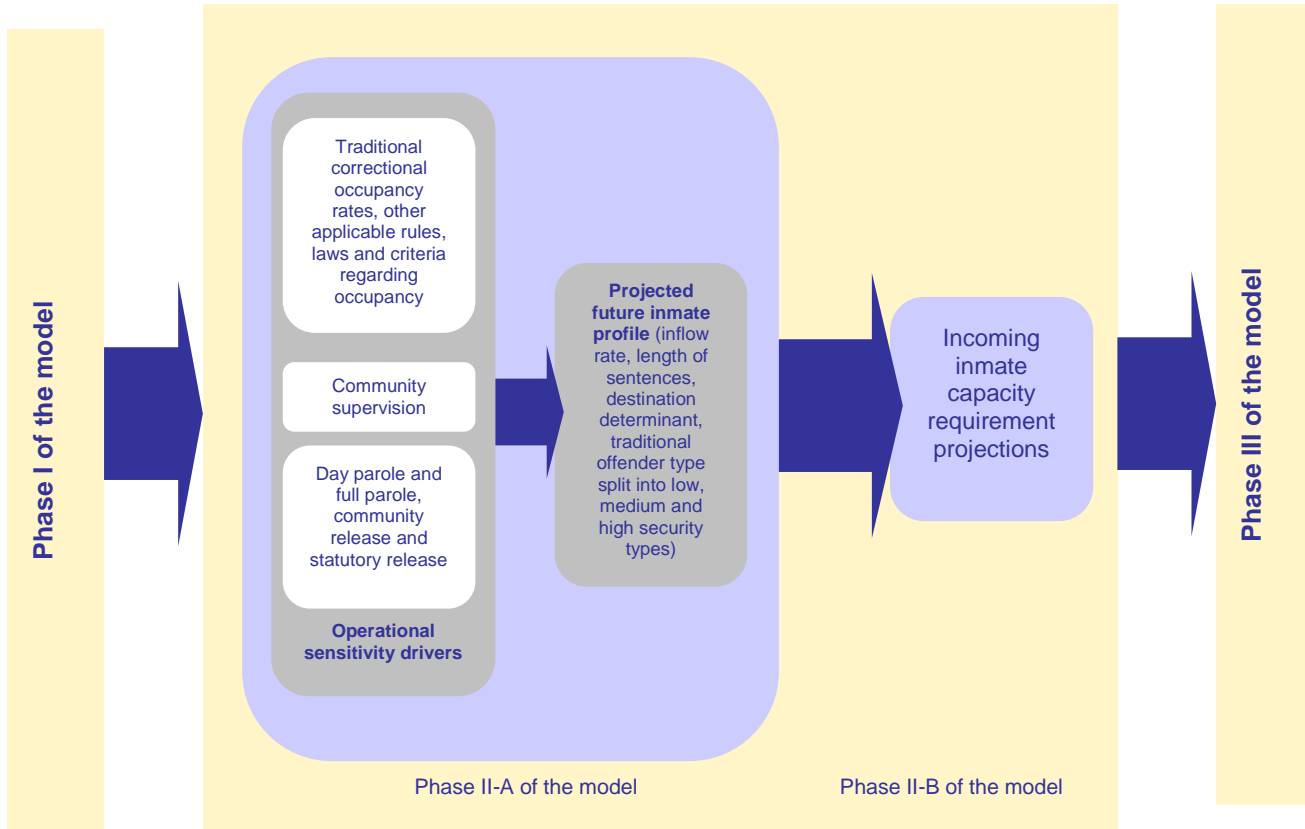 Phase I of the model
Traditional
correctional
occupancy
rates, other
applicable rules,
laws and criteria
regarding
occupancy
Community
supervision
Day parole and
full parole,
community
release and
statutory release
Operational
sensitivity drivers
Projected
future inmate
profile (inflow
rate, length of
sentences,
destination
determinant,
traditional
offender type
split into low,
medium and
high security
types)
Phase II-A of the model
Incoming
inmate
capacity
requirement
projections
Phase II-B of the model
Phase III of the model